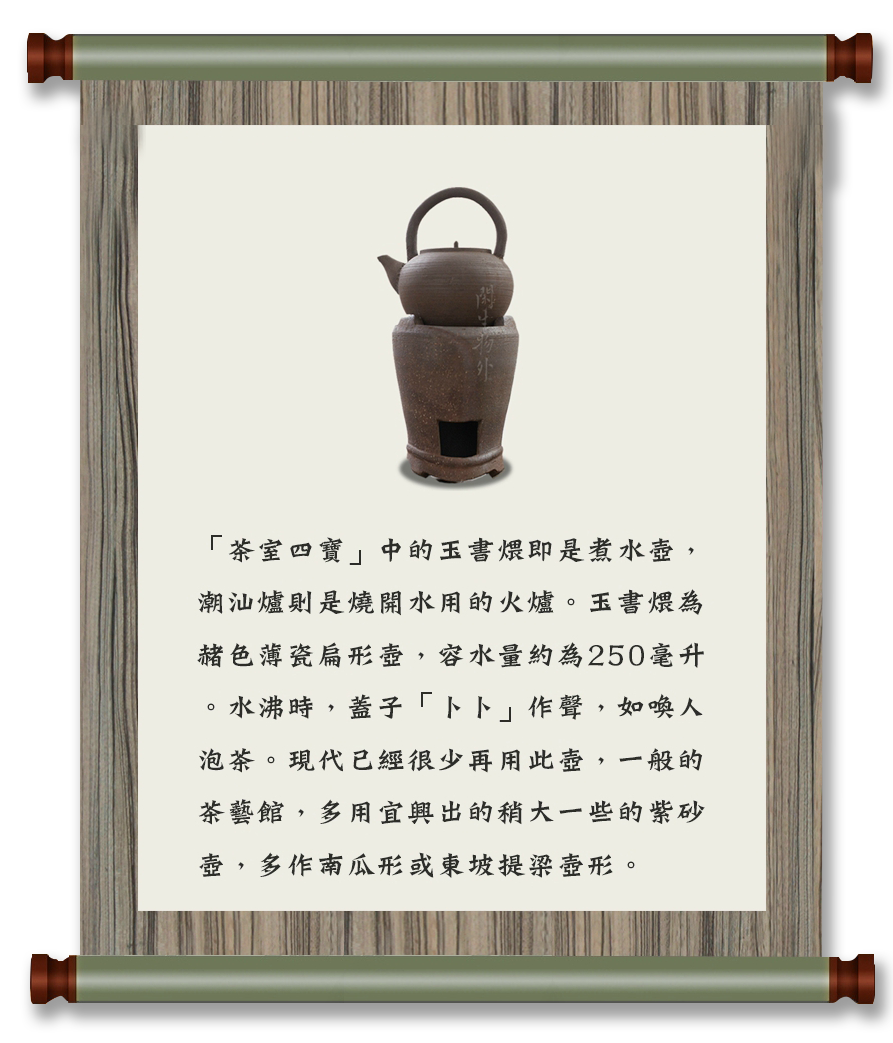 閒生物外
「茶室四寶」中的玉書煨即是煮水壺，
潮汕爐則是燒開水用的火爐。玉書煨為
赭色薄瓷扁形壺，容水量約為250毫升
。水沸時，蓋子「卜卜」作聲，如喚人
泡茶。現代已經很少再用此壺，一般的
茶藝館，多用宜興出的稍大一些的紫砂
壺，多作南瓜形或東坡提梁壺形。